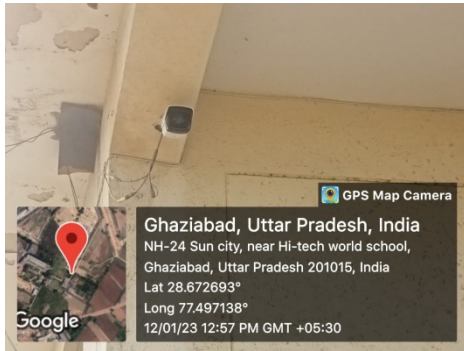 GPS Map Camera
Ghaziabad, Uttar Pradesh, India
NH-24 Sun city, near Hi-tech world school,
Ghaziabad, Uttar Pradesh 201015, India
Lat 28.672693°
Long 77.497138°
12/01/23 12:57 PM GMT +05:30
Google